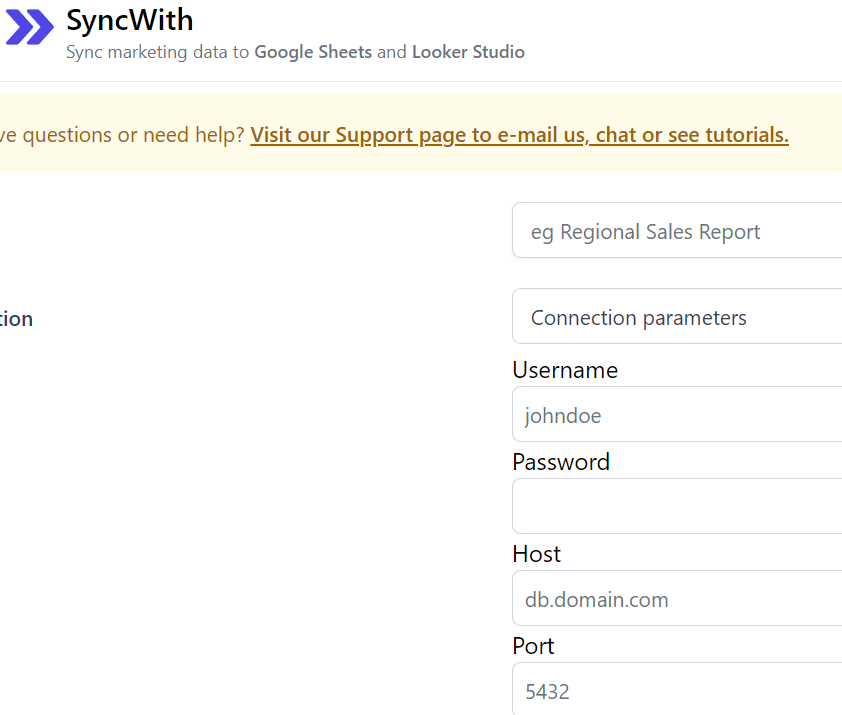 SyncWith
Sync marketing data to Google Sheets and Looker Studio
questions or need help? Visit our Support page to e-mail us, chat or see tutorials.
eg Regional Sales Report
Connection parameters
Username
johndoe
Password
Host
db.domain.com
Port
5432